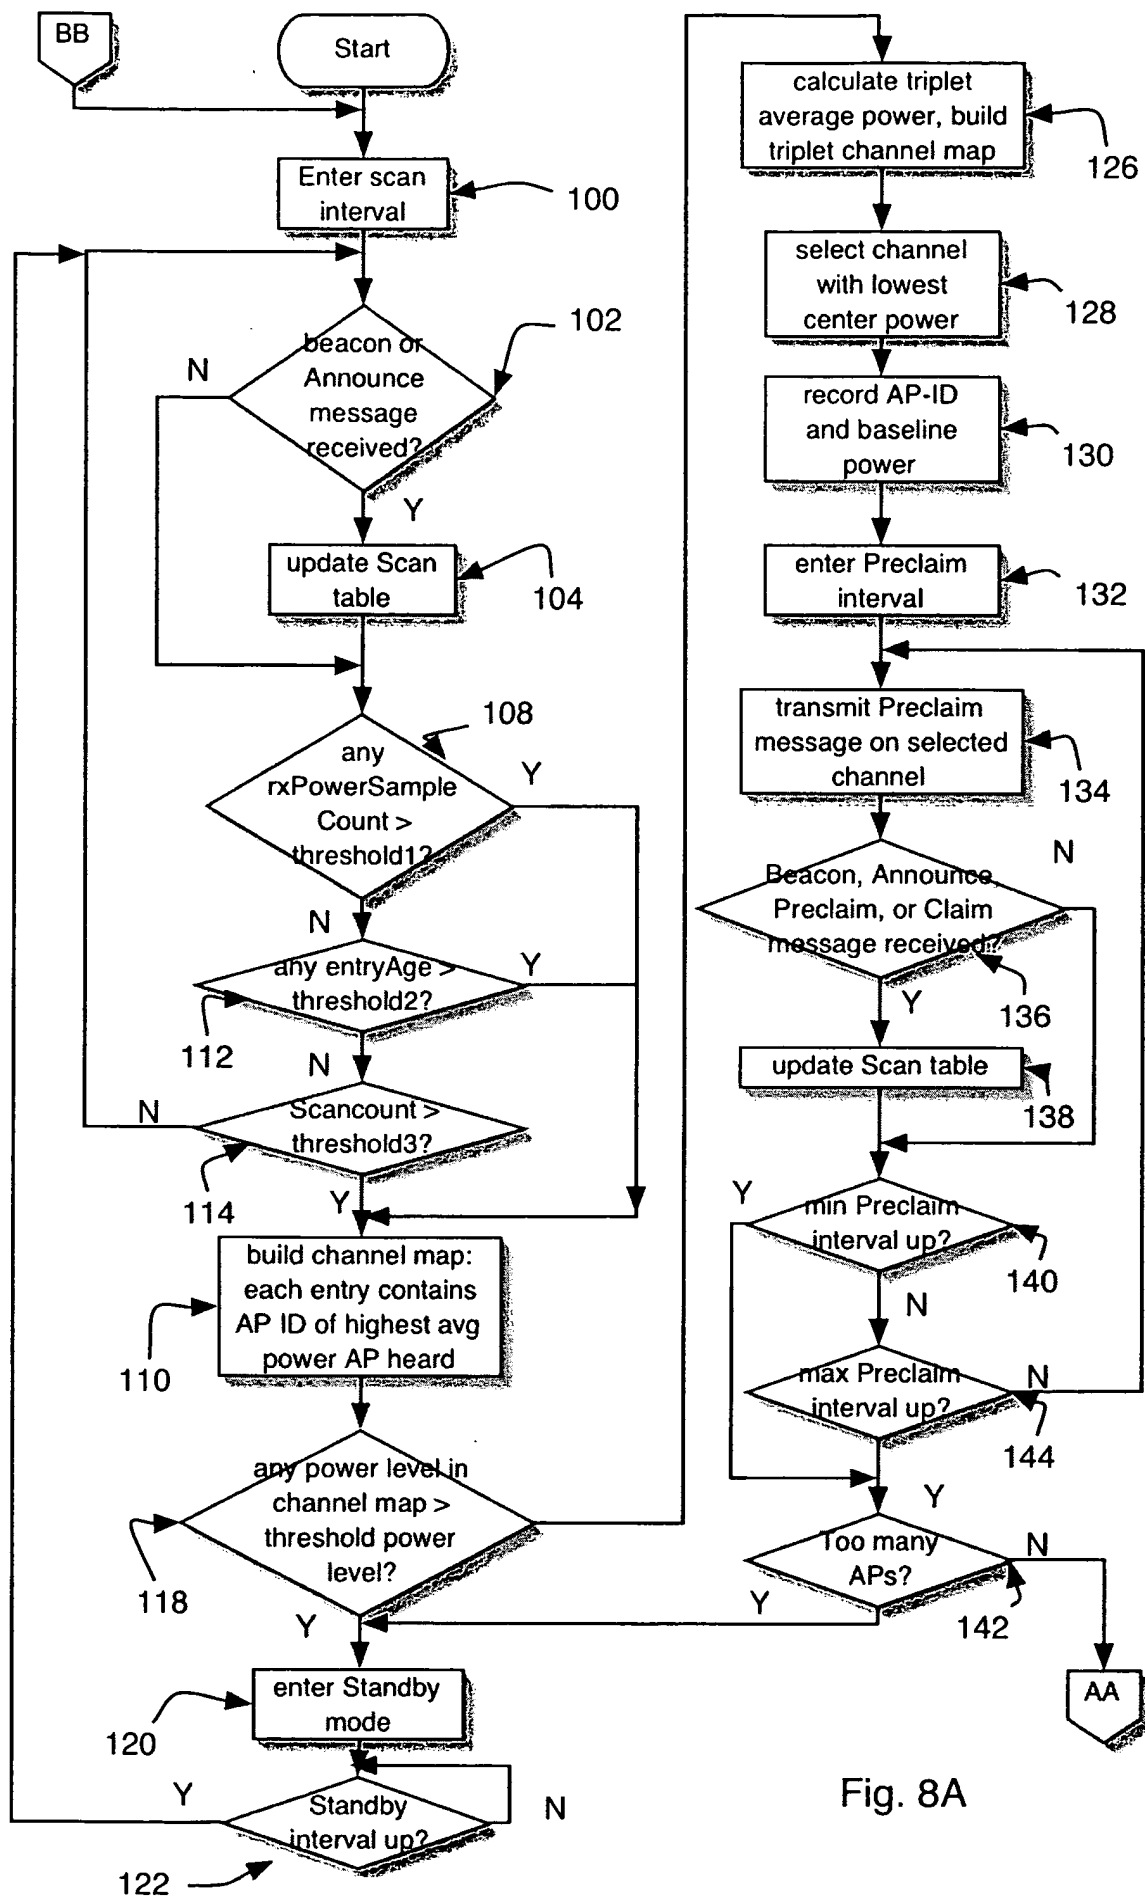 BB
Start
Enter scan
interval
100
beacon or
Announce
message
received?
102
N
Y
update Scan
table
104
any
rxPowerSample
Count >
threshold1?
108
Y
N
any entryAge >
threshold2?
Y
112
N
Scancount >
threshold3?
N
114
Y
build channel map:
each entry contains
AP ID of highest avg
power AP heard
110
any power level in
channel map >
threshold power
level?
118
Y
enter Standby
mode
120
Y
Standby
interval up?
N
122
calculate triplet
average power, build
triplet channel map
126
select channel
with lowest
center power
128
record AP-ID
and baseline
power
130
enter Preclaim
interval
132
transmit Preclaim
message on selected
channel
134
N
Beacon, Announce,
Preclaim, or Claim
message received?
136
Y
update Scan table
138
Y
min Preclaim
interval up?
140
N
max Preclaim
interval up?
N
144
Y
Too many
APs?
N
Y
142
AA
Fig. 8A